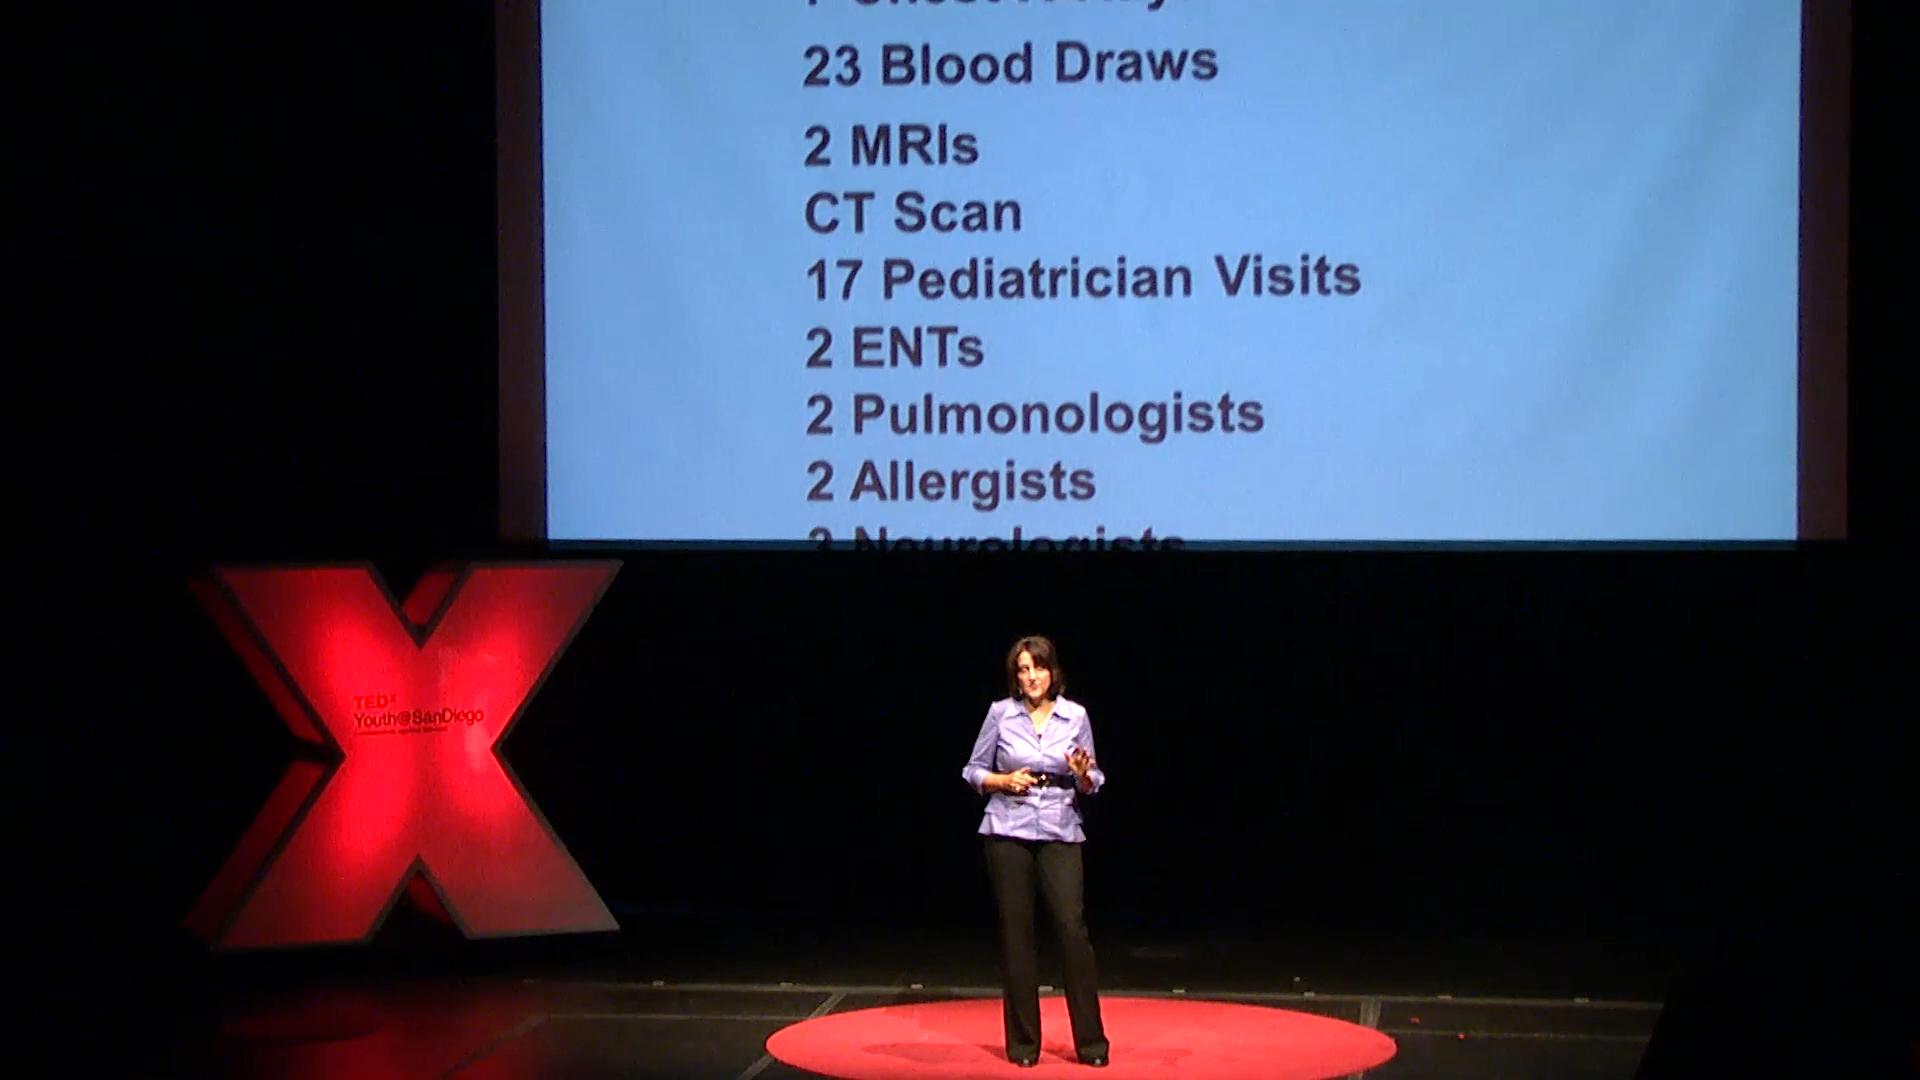 23 Blood Draws
2 MRIs
CT Scan
17 Pediatrician Visits
2 ENTs
2 Pulmonologists
2 Allergists
Neurologists
TEDx
Youth@SanDiego